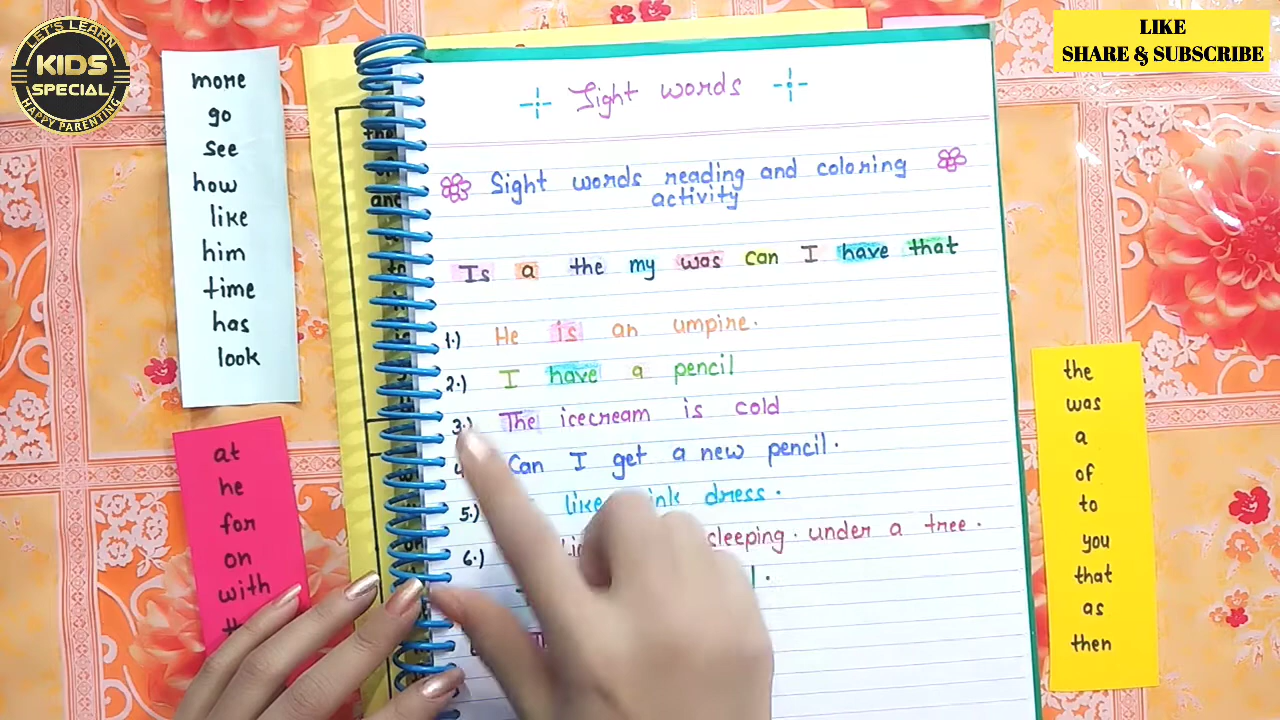 LET'S LEARN
KIDS
SPECIAL
HAPPY PARENTING
LIKE
SHARE & SUBSCRIBE
more
go
see
how
like
him
time
has
look
at
he
for
on
with
Sight words
Sight words reading and coloring
activity
Is a the my was can I have that
1.) He is an umpire.
2.) I have a pencil
3.) The icecream is cold
Can I get a new pencil.
5.) like dress.
6.) sleeping. under a tree.
the
was
a
of
to
you
that
as
then